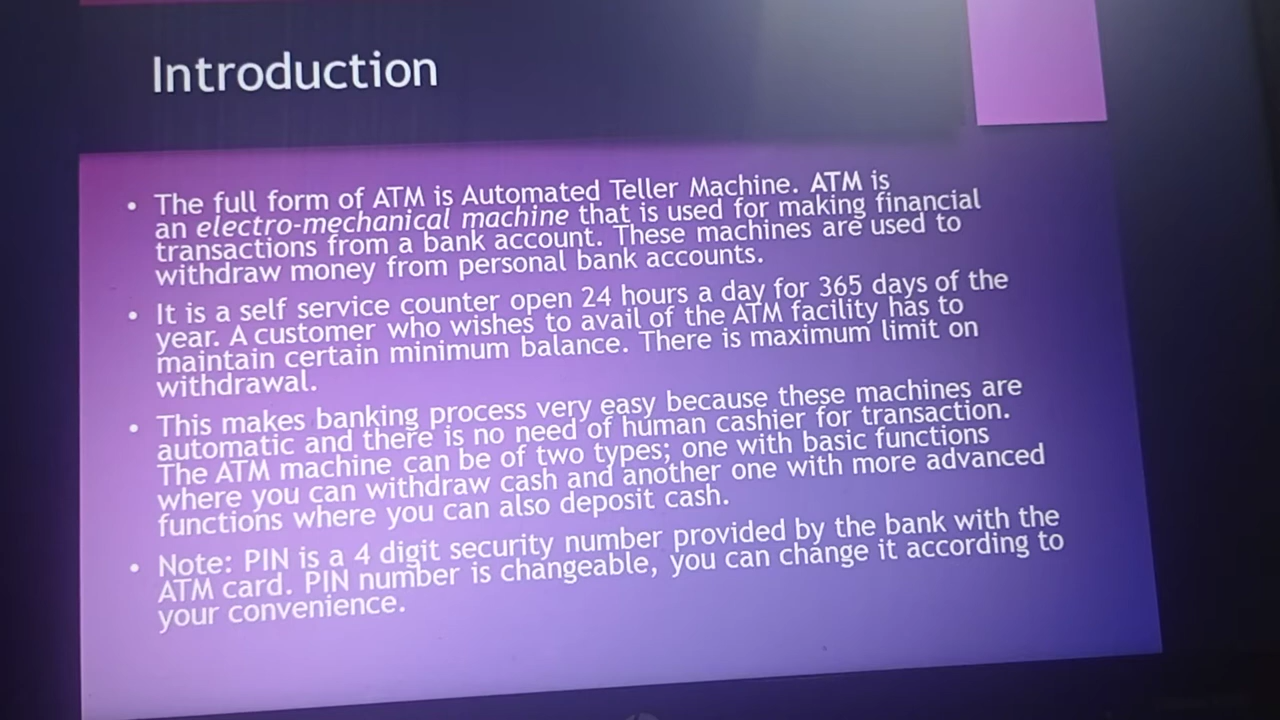 Introduction
• The full form of ATM is Automated Teller Machine. ATM is
an electro-mechanical machine that is used for making financial
transactions from a bank account. These machines are used to
withdraw money from personal bank accounts.
• It is a self service counter open 24 hours a day for 365 days of the
year. A customer who wishes to avail of the ATM facility has to
maintain certain minimum balance. There is maximum limit on
withdrawal.
• This makes banking process very easy because these machines are
automatic and there is no need of human cashier for transaction.
The ATM machine can be of two types; one with basic functions
where you can withdraw cash and another one with more advanced
functions where you can also deposit cash.
• Note: PIN is a 4 digit security number provided by the bank with the
ATM card. PIN number is changeable, you can change it according to
your convenience.